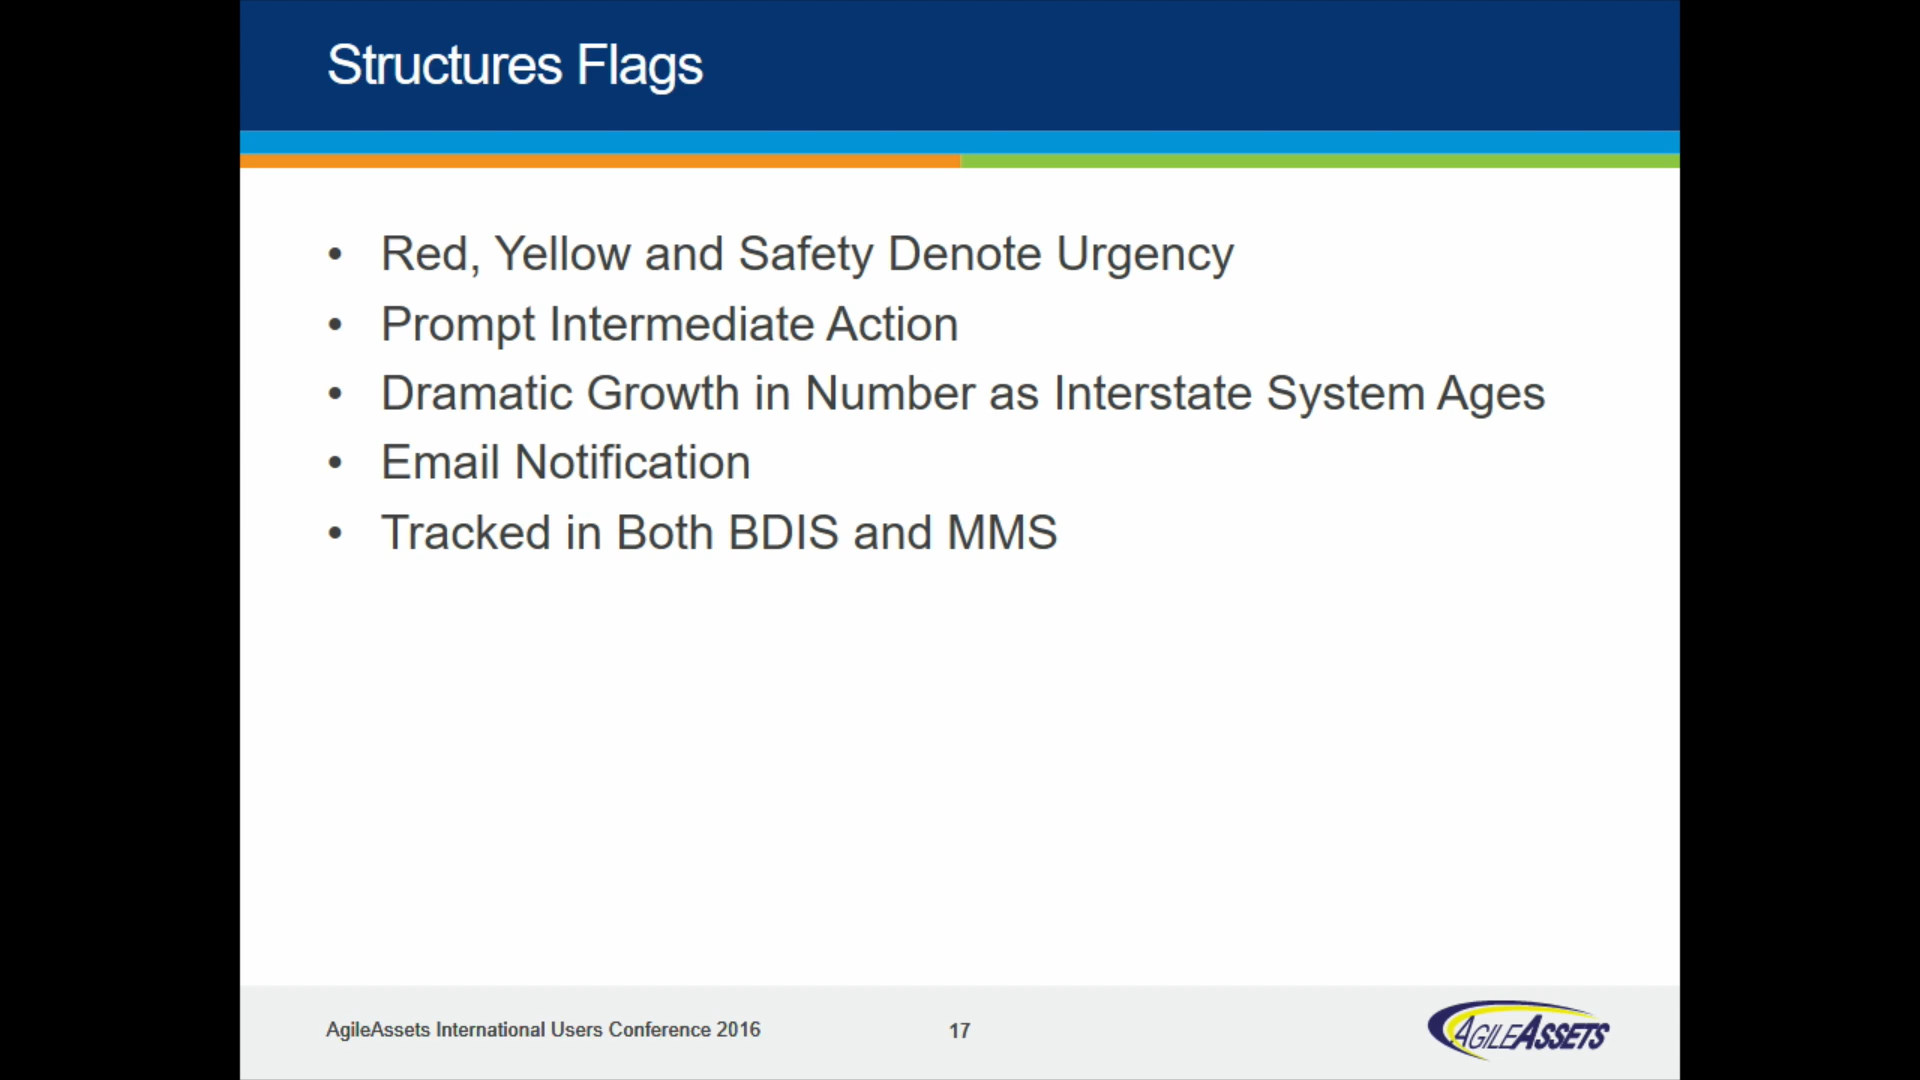 Structures Flags
• Red, Yellow and Safety Denote Urgency
• Prompt Intermediate Action
• Dramatic Growth in Number as Interstate System Ages
• Email Notification
• Tracked in Both BDIS and MMS
AgileAssets International Users Conference 2016
17
AGILEASSETS